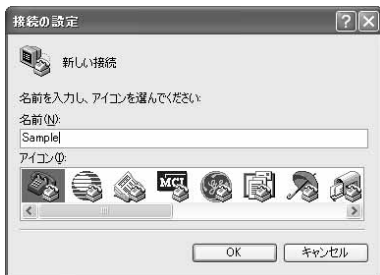 接続の設定
新しい接続
名前を入力し、アイコンを選んでください:
名前(N):
Sample
アイコン(I):
MCI
OK
キャンセル